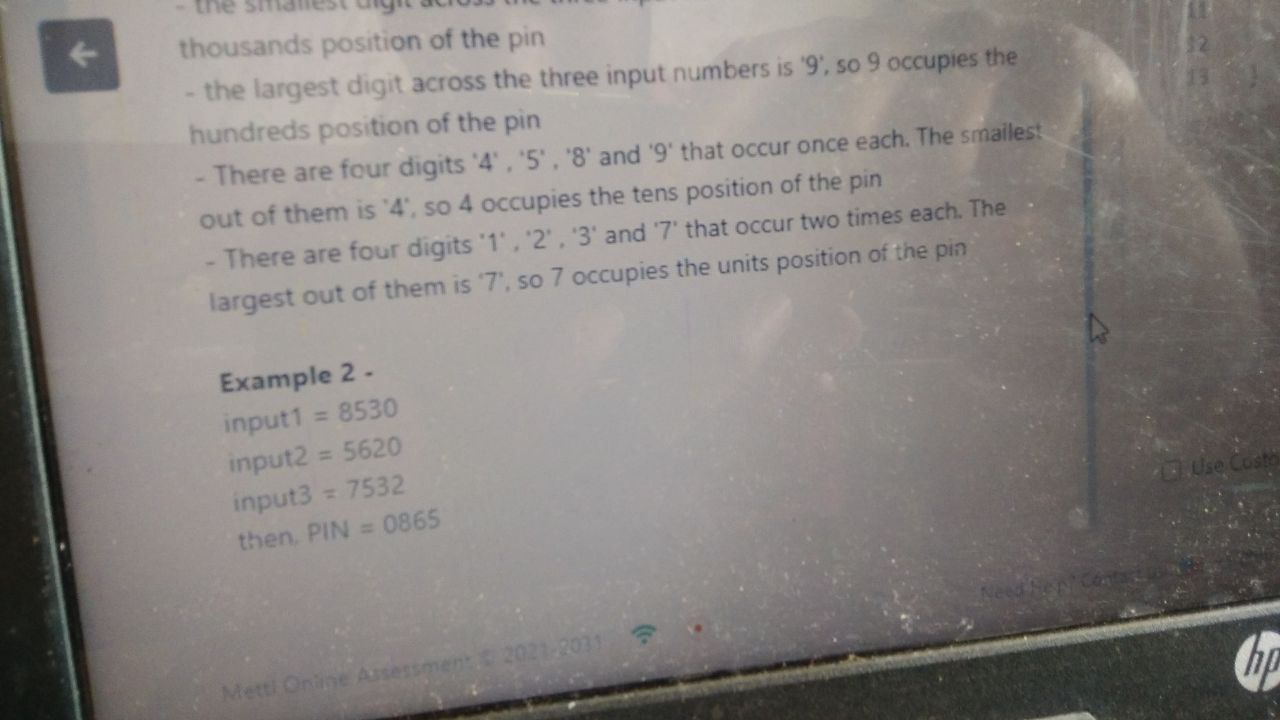 - the smallest digit across the three
thousands position of the pin
- the largest digit across the three input numbers is '9', so 9 occupies the
hundreds position of the pin
- There are four digits '4' , '5' , '8' and '9' that occur once each. The smallest
out of them is '4', so 4 occupies the tens position of the pin
- There are four digits '1' , '2' , '3' and '7' that occur two times each. The
largest out of them is '7', so 7 occupies the units position of the pin
Example 2 -
input1 = 8530
input2 = 5620
input3 = 7532
then, PIN = 0865
11
12
13 }
Use Custo
Need help? Contact us
Mettl Online Assessment © 2021-2031
hp